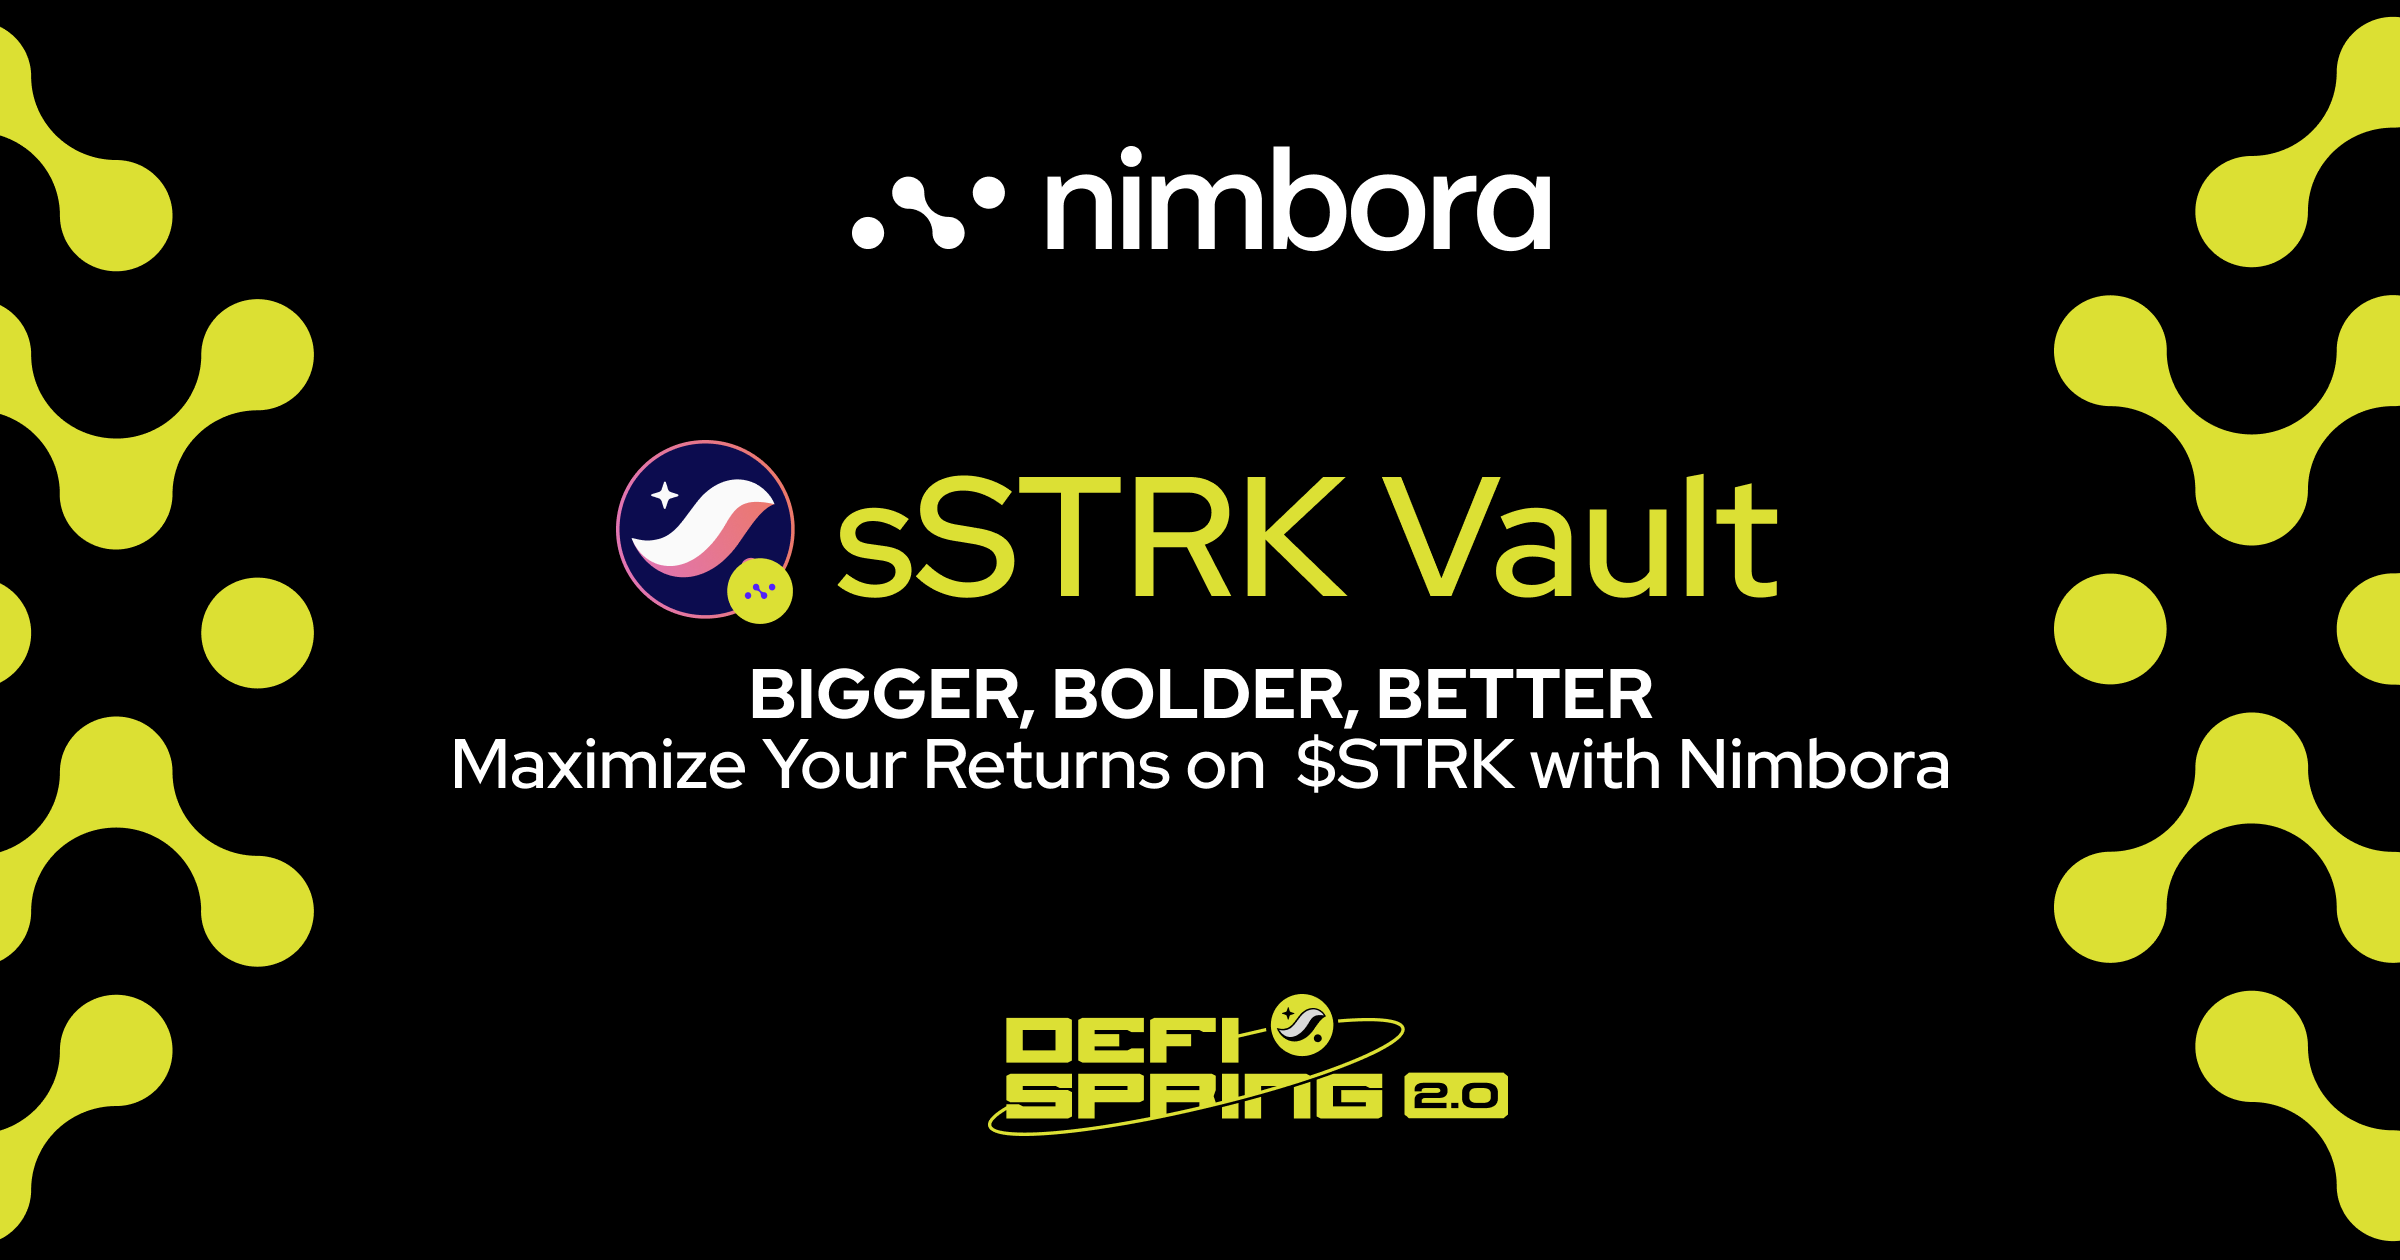 nimbora
sSTRK Vault
BIGGER, BOLDER, BETTER
Maximize Your Returns on $STRK with Nimbora
DEFI
SPRING 2.0